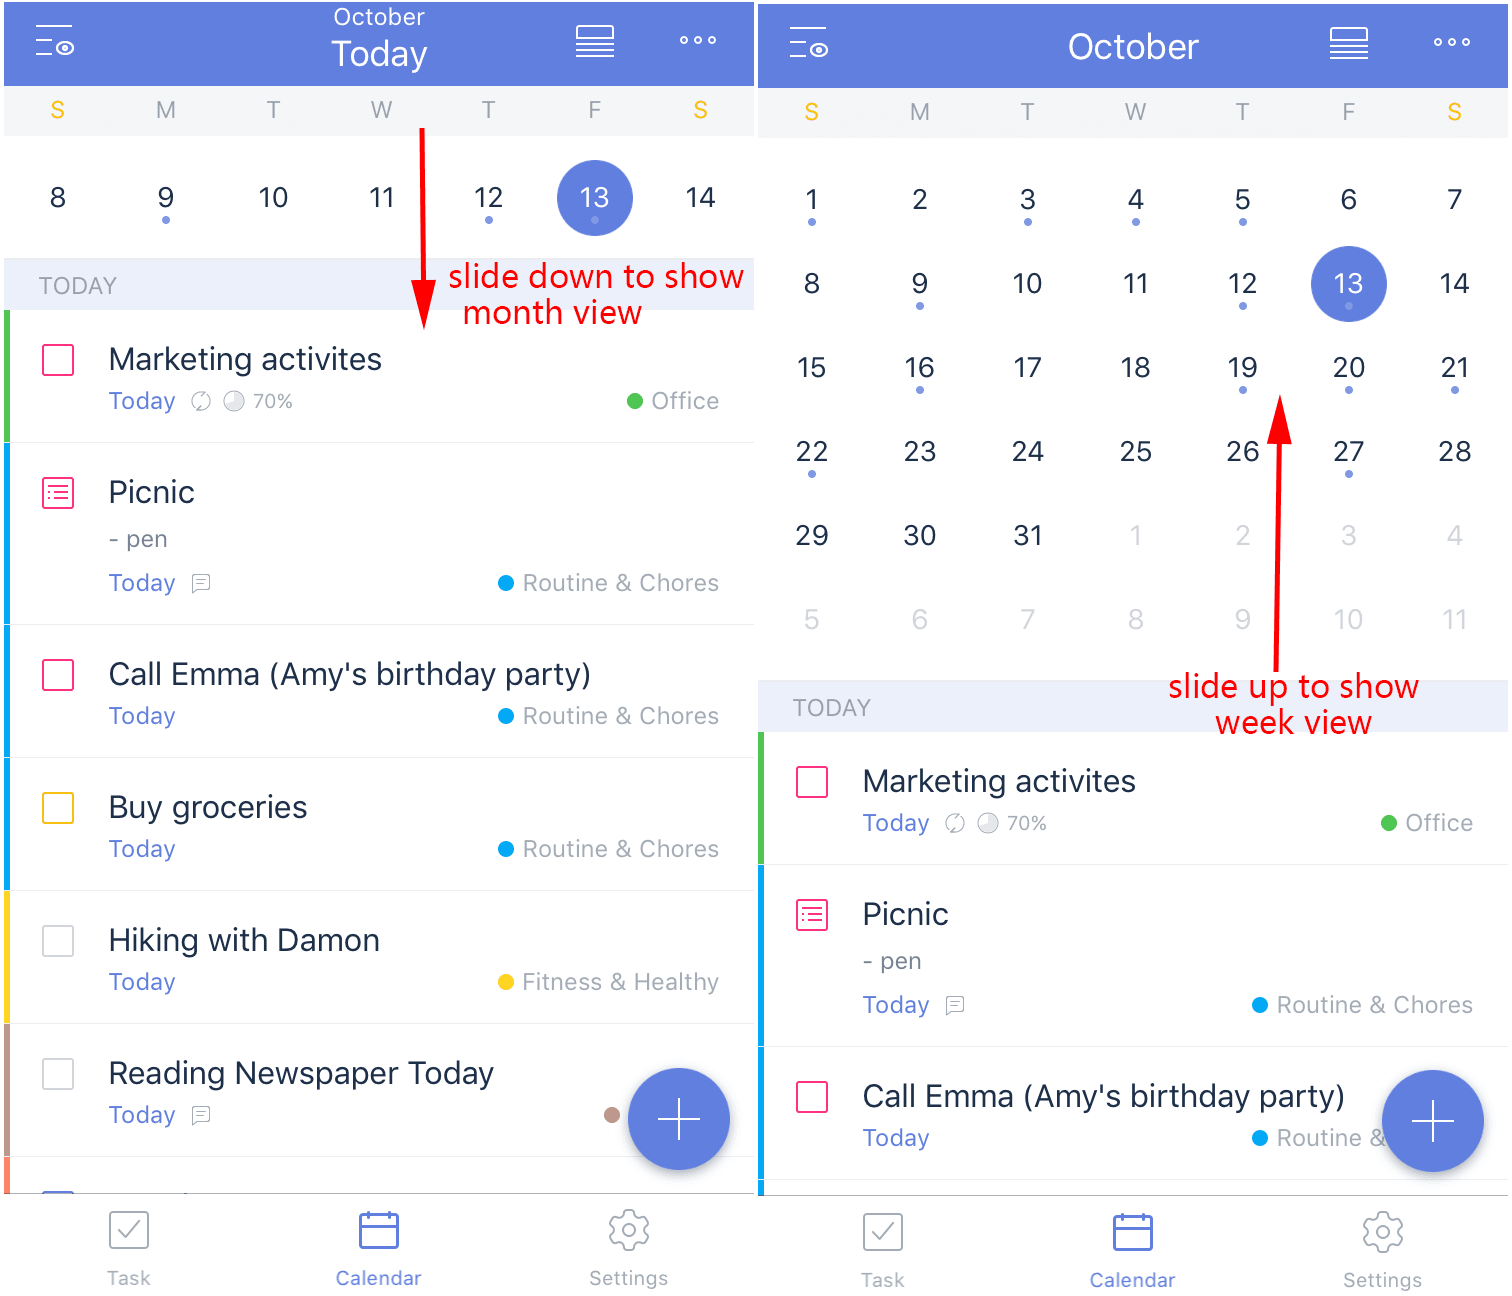 October
Today
S M T W T F S
8 9 10 11 12 13 14
slide down to show
month view
TODAY
Marketing activites
Today 70% Office
Picnic
- pen
Today Routine & Chores
Call Emma (Amy's birthday party)
Today Routine & Chores
Buy groceries
Today Routine & Chores
Hiking with Damon
Today Fitness & Healthy
Reading Newspaper Today
Today
Task Calendar Settings
October
S M T W T F S
1 2 3 4 5 6 7
8 9 10 11 12 13 14
15 16 17 18 19 20 21
22 23 24 25 26 27 28
29 30 31 1 2 3 4
5 6 7 8 9 10 11
slide up to show
week view
TODAY
Marketing activites
Today 70% Office
Picnic
- pen
Today Routine & Chores
Call Emma (Amy's birthday party)
Today Routine &
Task Calendar Settings